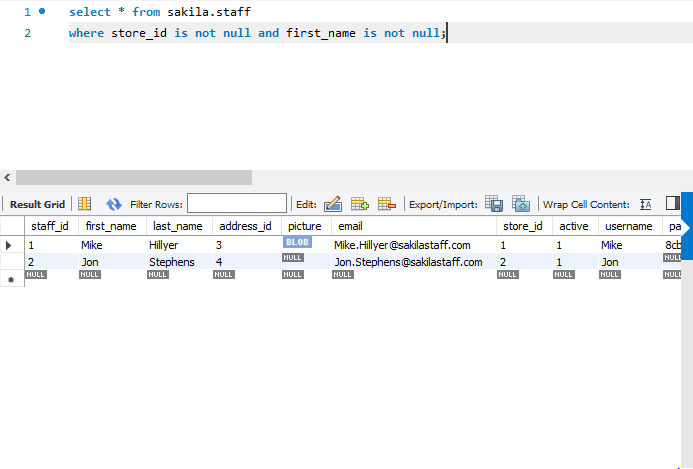 1 select * from sakila.staff
2 where store_id is not null and first_name is not null;
Result Grid Filter Rows: Edit: Export/Import: Wrap Cell Content:
staff_id first_name last_name address_id picture email store_id active username pa
1 Mike Hillyer 3 BLOB Mike.Hillyer@sakilastaff.com 1 1 Mike 8cb
2 Jon Stephens 4 NULL Jon.Stephens@sakilastaff.com 2 1 Jon NULL
NULL NULL NULL NULL NULL NULL NULL NULL NULL NULL